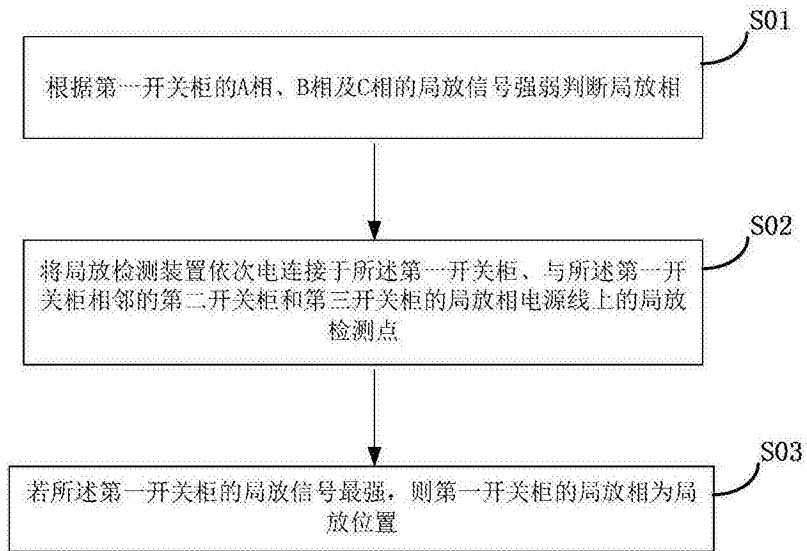 S01
根据第一开关柜的A相、B相及C相的局放信号强弱判断局放相
S02
将局放检测装置依次电连接于所述第一开关柜、与所述第一开
关柜相邻的第二开关柜和第三开关柜的局放相电源线上的局放
检测点
S03
若所述第一开关柜的局放信号最强，则第一开关柜的局放相为局
放位置